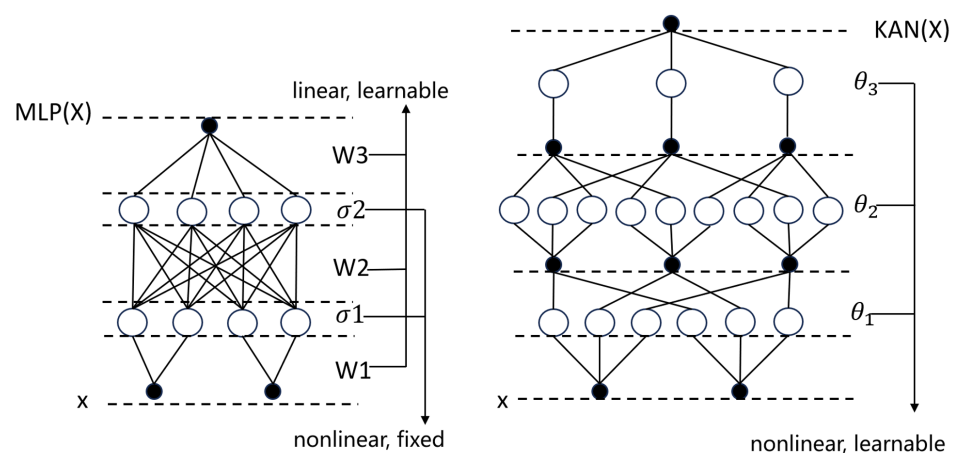 linear, learnable
MLP(X)
W3
σ2
W2
σ1
W1
x
nonlinear, fixed
KAN(X)
θ3
θ2
θ1
x
nonlinear, learnable